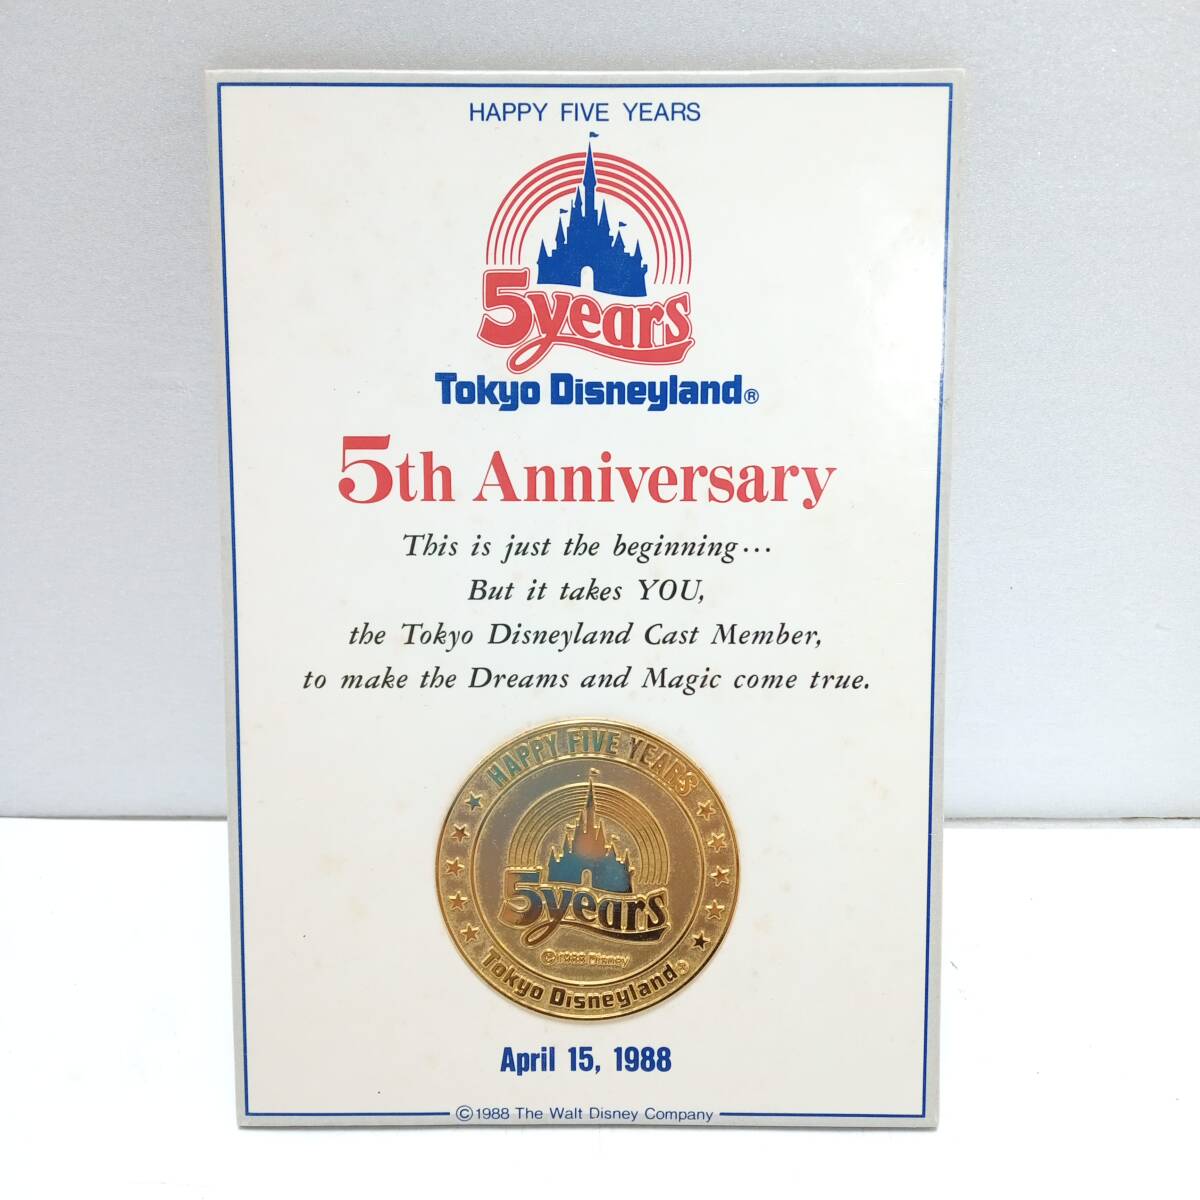 HAPPY FIVE YEARS
5years
Tokyo Disneyland®
5th Anniversary
This is just the beginning...
But it takes YOU,
the Tokyo Disneyland Cast Member,
to make the Dreams and Magic come true.
HAPPY FIVE YEARS
5years
©1988 Disney
Tokyo Disneyland®
April 15, 1988
©1988 The Walt Disney Company